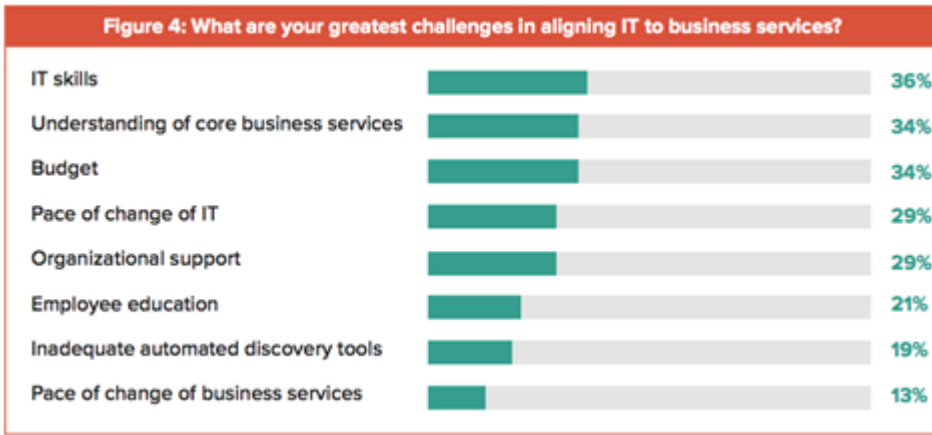 Figure 4: What are your greatest challenges in aligning IT to business services?
IT skills 36%
Understanding of core business services 34%
Budget 34%
Pace of change of IT 29%
Organizational support 29%
Employee education 21%
Inadequate automated discovery tools 19%
Pace of change of business services 13%